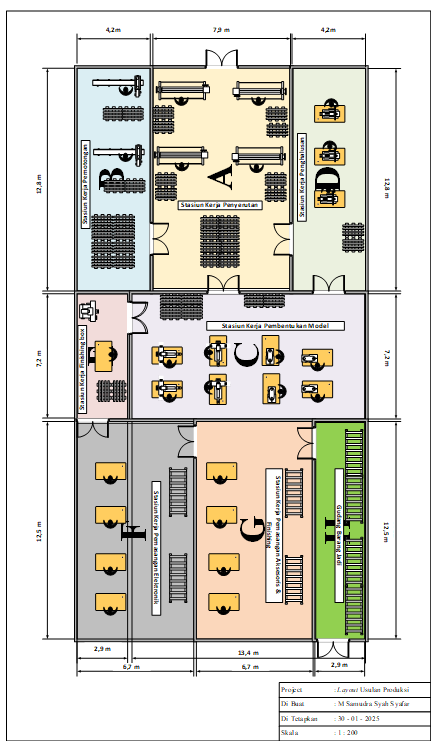 4,2m
7,9 m
4,2m
12,8 m
Stasiun Kerja Pemotongan
B
A
Stasiun Kerja Penyerutan
Stasiun Kerja Penghalusan
D
12,8 m
7,2 m
Stasiun Kerja Finishing box
E
Stasiun Kerja Pembentukan Model
C
7,2 m
12,5 m
F
Stasiun Kerja Pemasangan Elektronik
G
Stasiun Kerja Pemasangan Aksesoris &
Finishing
H
Gudang Barang Jadi
12,5 m
2,9 m
13,4 m
6,7 m
6,7 m
2,9 m
Project : Layout Usulan Produksi
Di Buat : M Samudra Syah Syafar
Di Tetapkan : 30 - 01 - 2025
Skala : 1 : 200